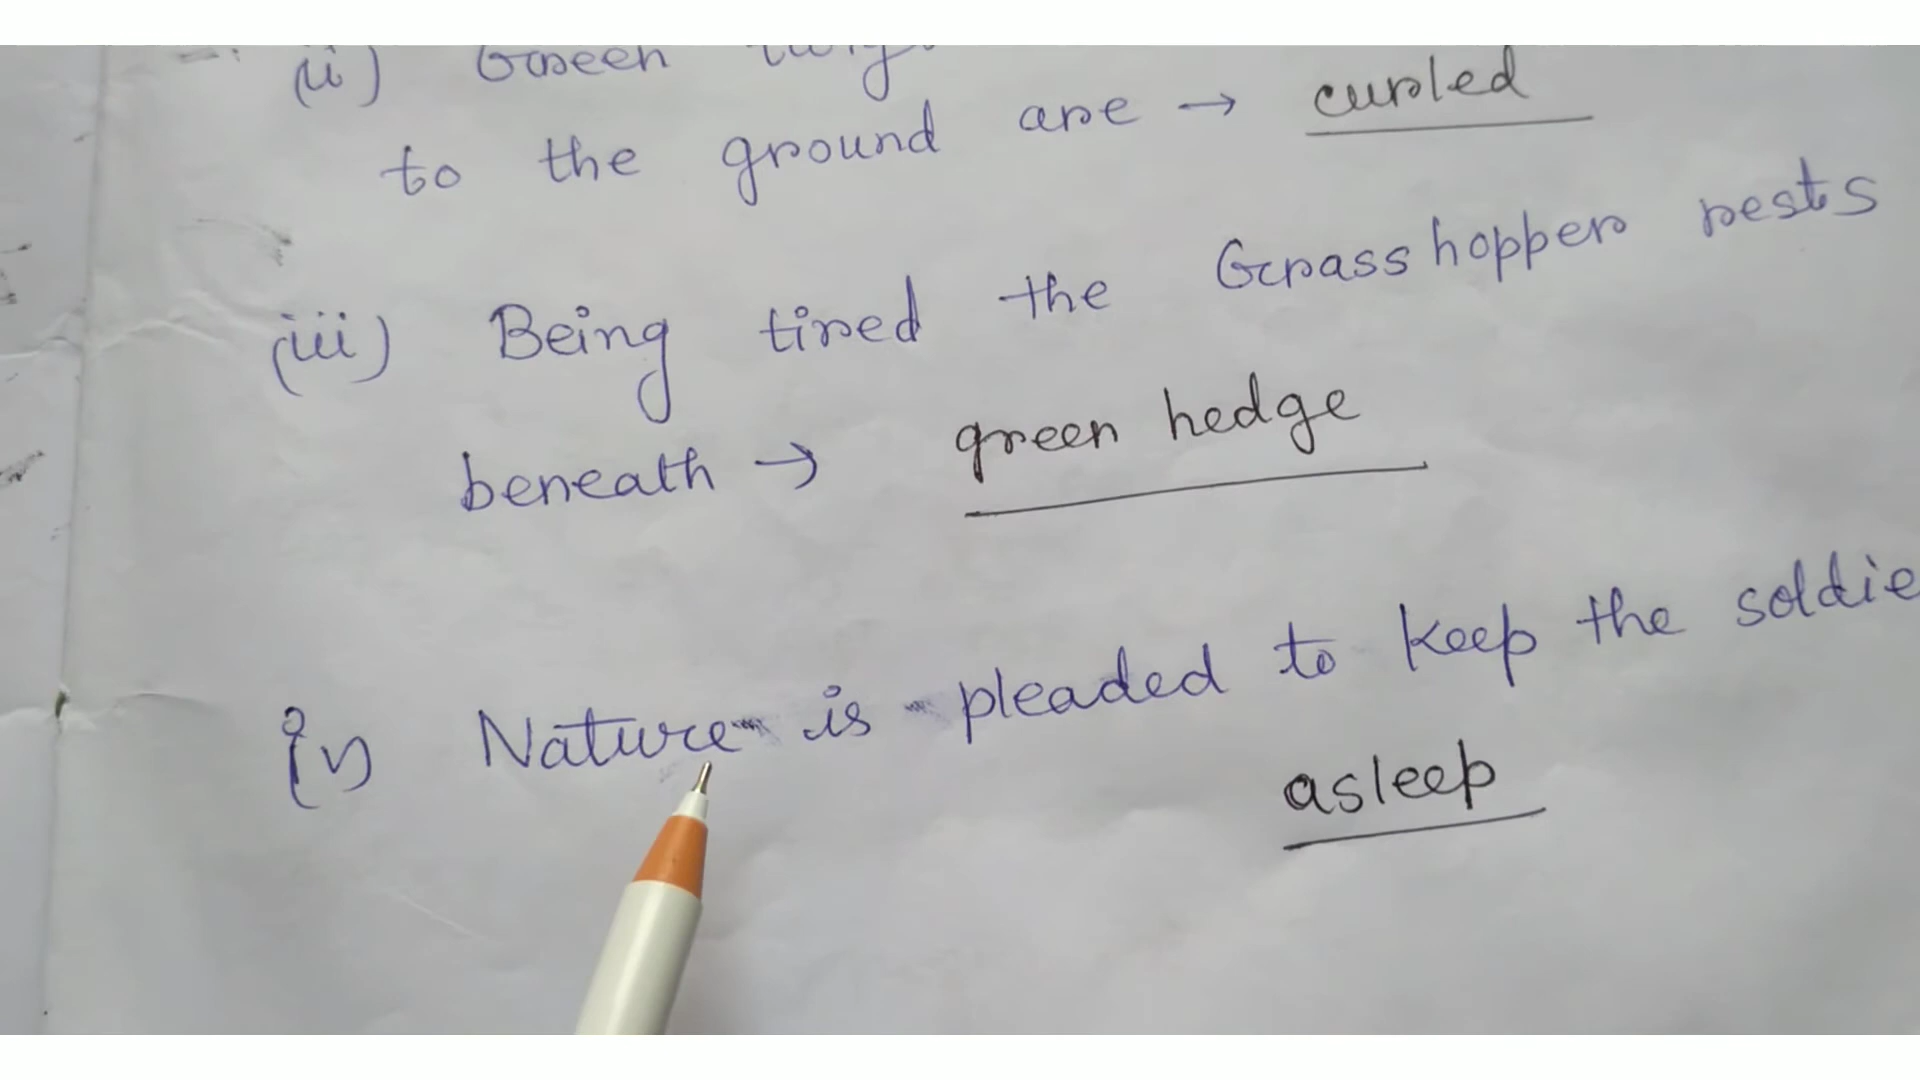 (ii) Green
to the ground are → curled
(iii) Being tired the Grasshopper rests
beneath → green hedge
iv) Nature is pleaded to keep the soldie
asleep